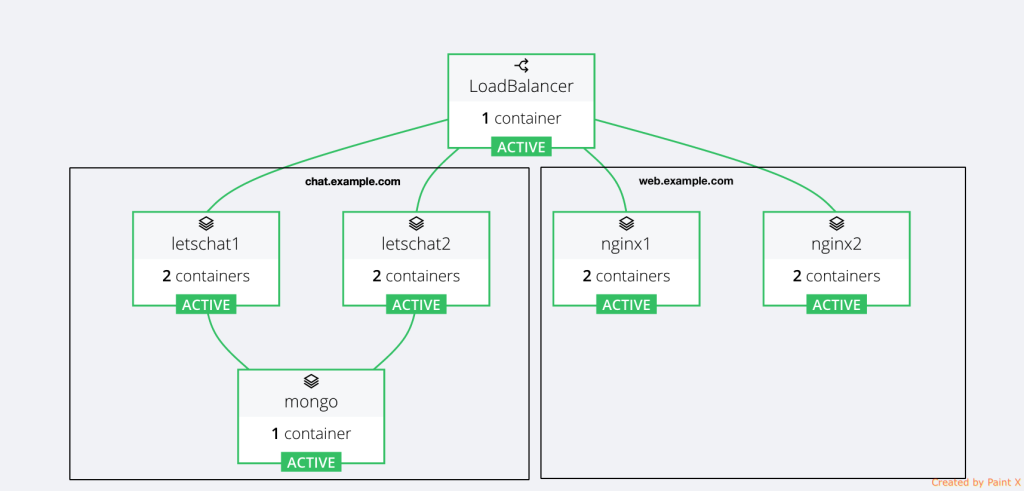 LoadBalancer
1 container
ACTIVE
chat.example.com
letschat1
2 containers
ACTIVE
letschat2
2 containers
ACTIVE
mongo
1 container
ACTIVE
web.example.com
nginx1
2 containers
ACTIVE
nginx2
2 containers
ACTIVE
Created by Paint X